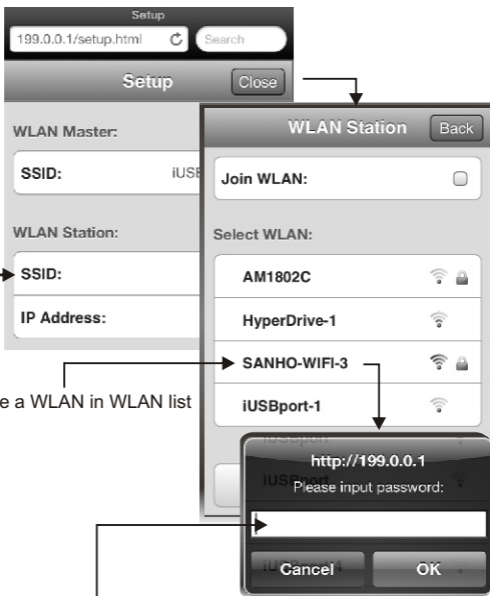 Setup
199.0.0.1/setup.html
Search
Setup
Close
WLAN Master:
SSID:
iUSB
WLAN Station:
SSID:
IP Address:
WLAN Station
Back
Join WLAN:
Select WLAN:
AM1802C
HyperDrive-1
SANHO-WIFI-3
iUSBport-1
e a WLAN in WLAN list
iUSBport
http://199.0.0.1
Please input password:
Cancel
OK